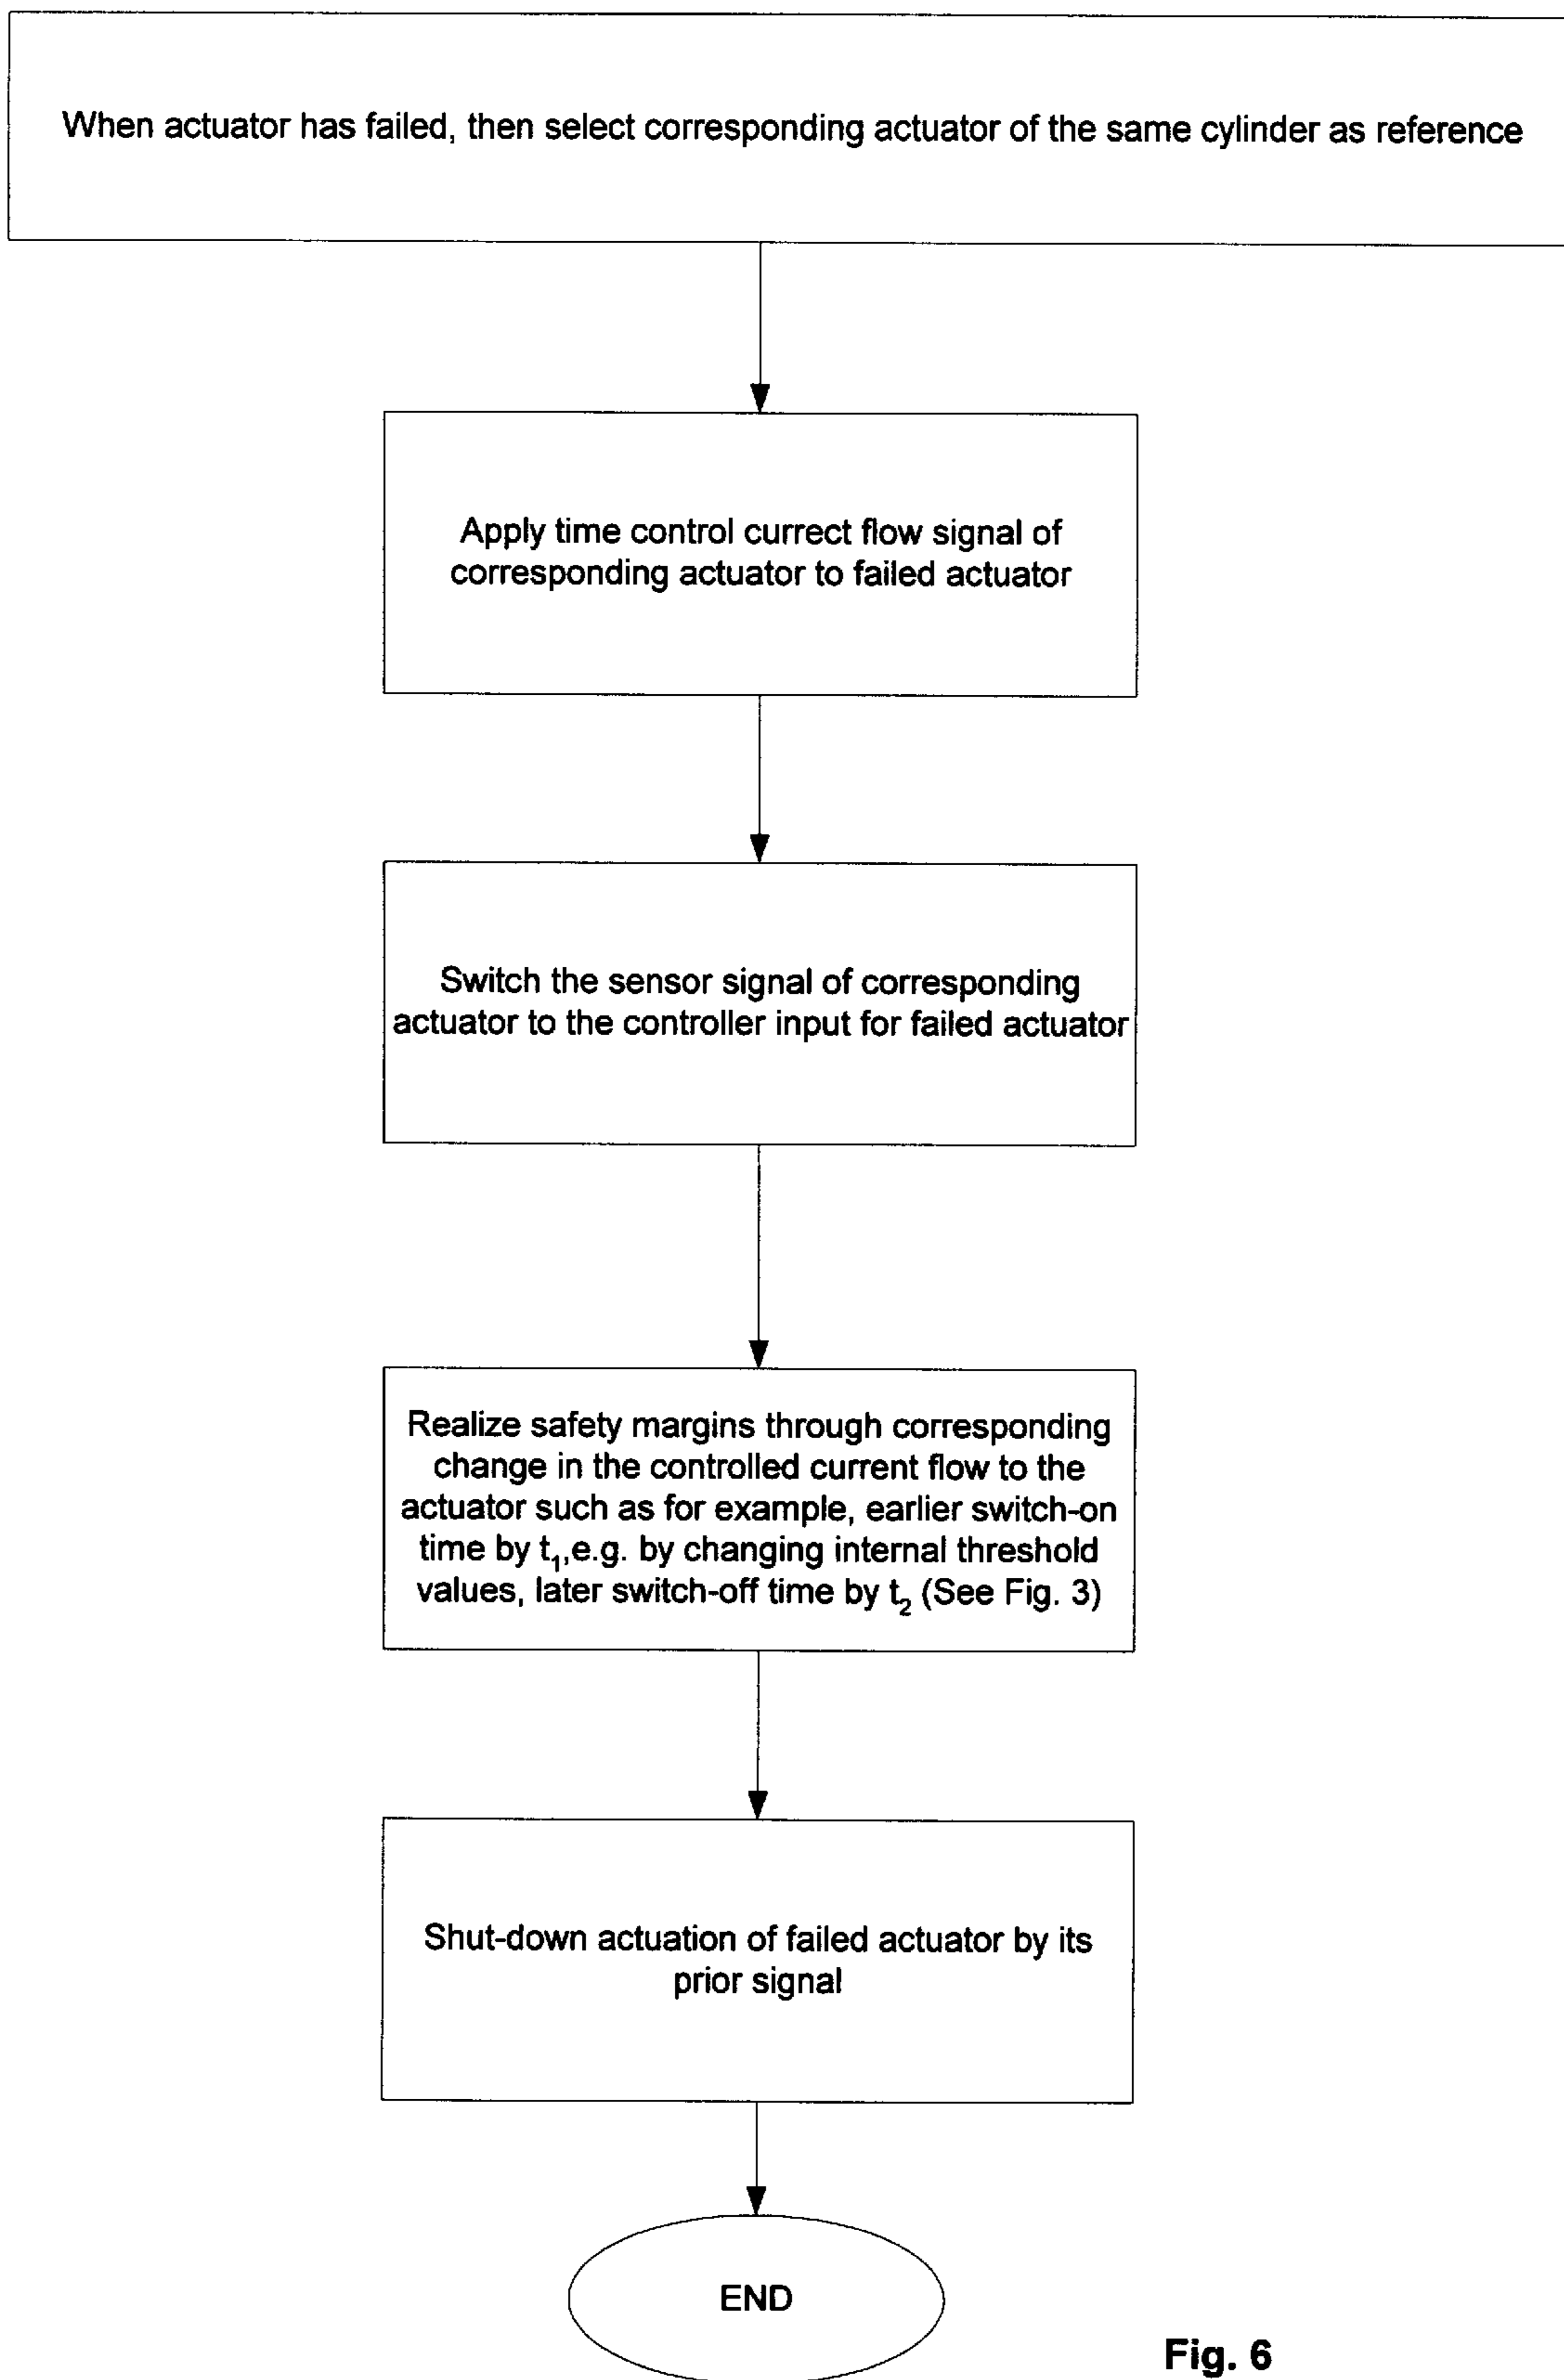 When actuator has failed, then select corresponding actuator of the same cylinder as reference
Apply time control currect flow signal of
corresponding actuator to failed actuator
Switch the sensor signal of corresponding
actuator to the controller input for failed actuator
Realize safety margins through corresponding
change in the controlled current flow to the
actuator such as for example, earlier switch-on
time by t₁,e.g. by changing internal threshold
values, later switch-off time by t₂ (See Fig. 3)
Shut-down actuation of failed actuator by its
prior signal
END
Fig. 6